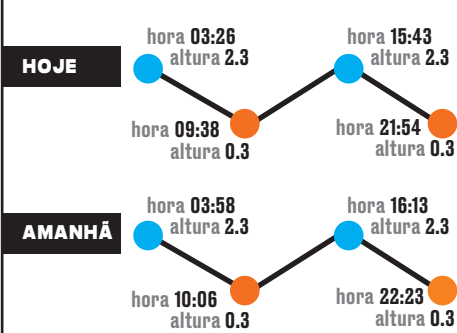 HOJE
hora 03:26
altura 2.3
hora 09:38
altura 0.3
hora 15:43
altura 2.3
hora 21:54
altura 0.3
AMANHÃ
hora 03:58
altura 2.3
hora 10:06
altura 0.3
hora 16:13
altura 2.3
hora 22:23
altura 0.3